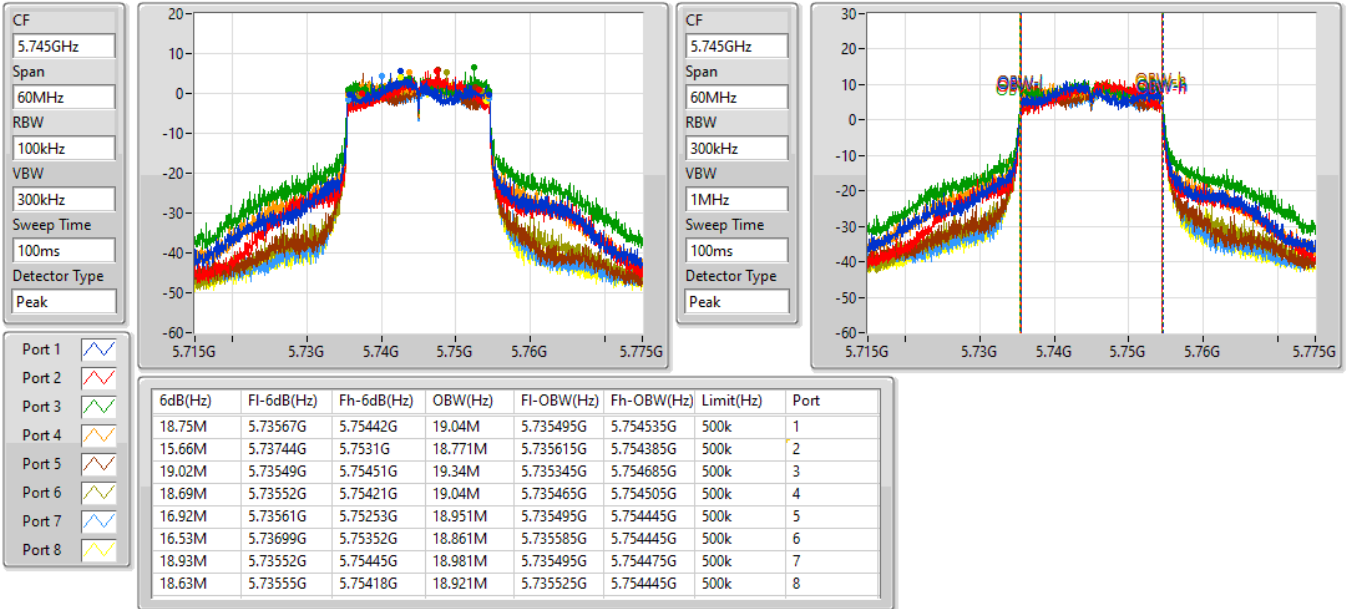 CF
5.745GHz
Span
60MHz
RBW
100kHz
VBW
300kHz
Sweep Time
100ms
Detector Type
Peak
20
10
0
-10
-20
-30
-40
-50
-60
5.715G 5.73G 5.74G 5.75G 5.76G 5.775G
CF
5.745GHz
Span
60MHz
RBW
300kHz
VBW
1MHz
Sweep Time
100ms
Detector Type
Peak
30
20
10
0
-10
-20
-30
-40
-50
-60
OBW-l OBW-h
5.715G 5.73G 5.74G 5.75G 5.76G 5.775G
Port 1
Port 2
Port 3
Port 4
Port 5
Port 6
Port 7
Port 8
6dB(Hz) Fl-6dB(Hz) Fh-6dB(Hz) OBW(Hz) Fl-OBW(Hz) Fh-OBW(Hz) Limit(Hz) Port
18.75M 5.73567G 5.75442G 19.04M 5.735495G 5.754535G 500k 1
15.66M 5.73744G 5.7531G 18.771M 5.735615G 5.754385G 500k 2
19.02M 5.73549G 5.75451G 19.34M 5.735345G 5.754685G 500k 3
18.69M 5.73552G 5.75421G 19.04M 5.735465G 5.754505G 500k 4
16.92M 5.73561G 5.75253G 18.951M 5.735495G 5.754445G 500k 5
16.53M 5.73699G 5.75352G 18.861M 5.735585G 5.754445G 500k 6
18.93M 5.73552G 5.75445G 18.981M 5.735495G 5.754475G 500k 7
18.63M 5.73555G 5.75418G 18.921M 5.735525G 5.754445G 500k 8